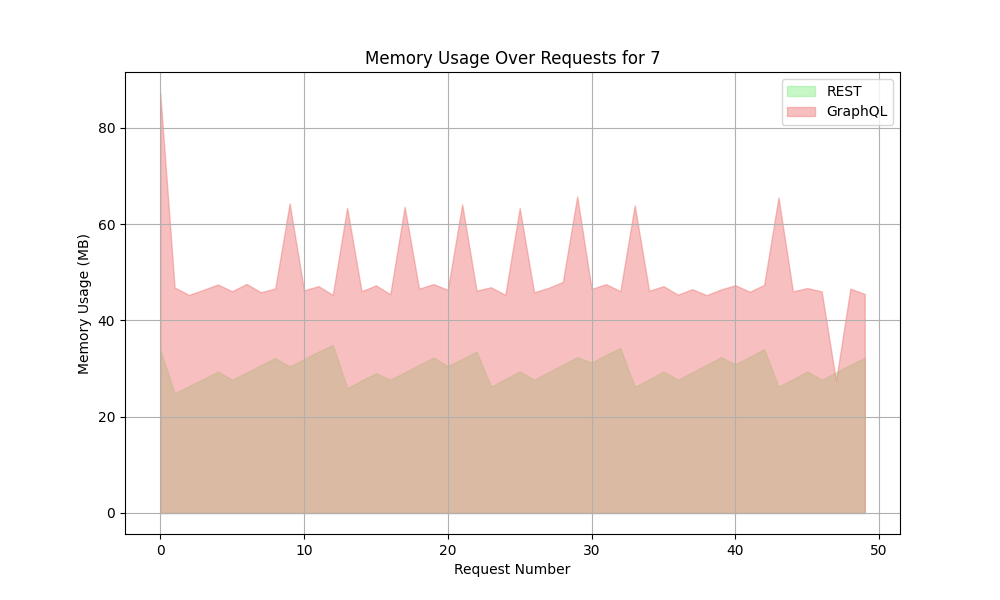 Memory Usage Over Requests for 7
REST
GraphQL
Memory Usage (MB)
80
60
40
20
0
0 10 20 30 40 50
Request Number